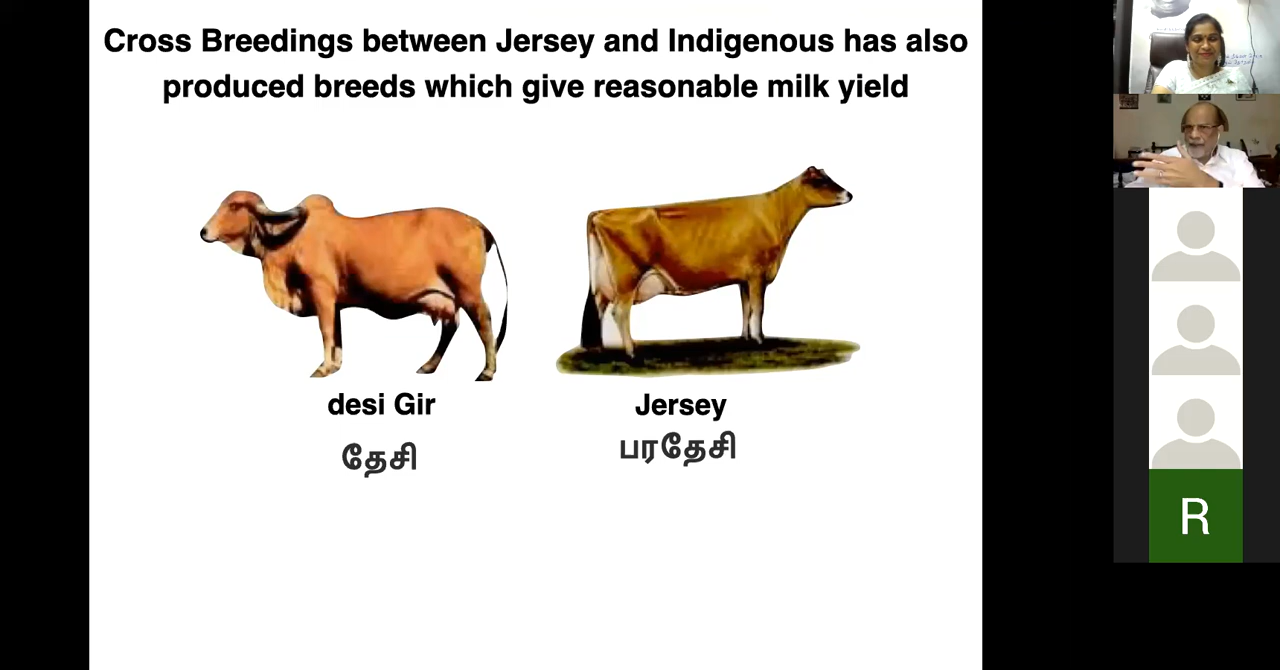 Cross Breedings between Jersey and Indigenous has also
produced breeds which give reasonable milk yield
desi Gir
Jersey
தேசி
பரதேசி
R